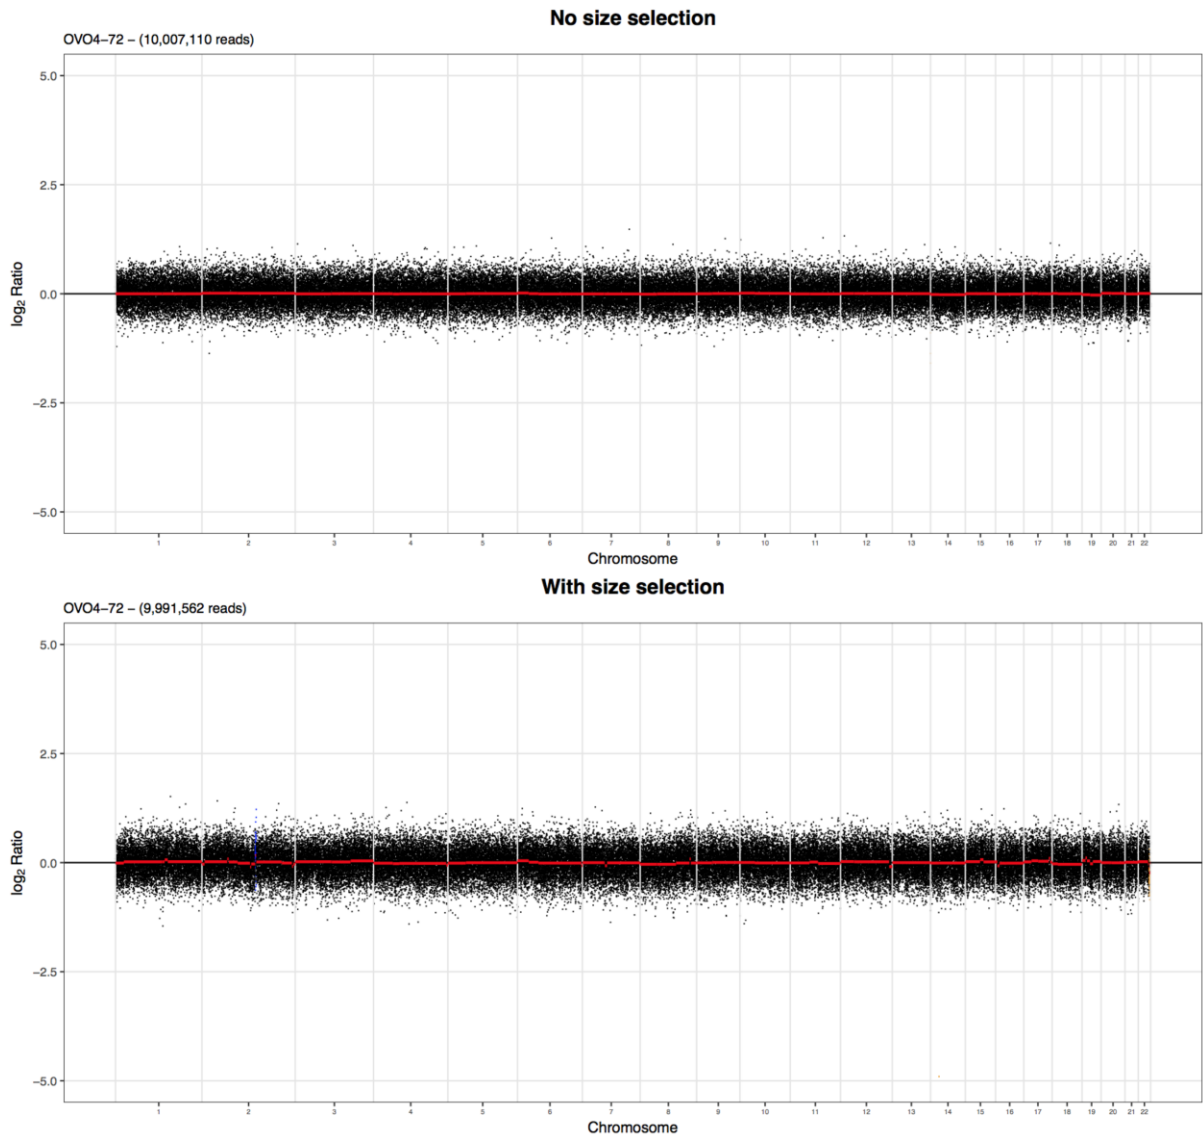 No size selection
OVO4−72 − (10,007,110 reads)
5.0
2.5
0.0
−2.5
−5.0
log2 Ratio
1 2 3 4 5 6 7 8 9 10 11 12 13 14 15 16 17 18 19 20 21 22
Chromosome
With size selection
OVO4−72 − (9,991,562 reads)
5.0
2.5
0.0
−2.5
−5.0
log2 Ratio
1 2 3 4 5 6 7 8 9 10 11 12 13 14 15 16 17 18 19 20 21 22
Chromosome